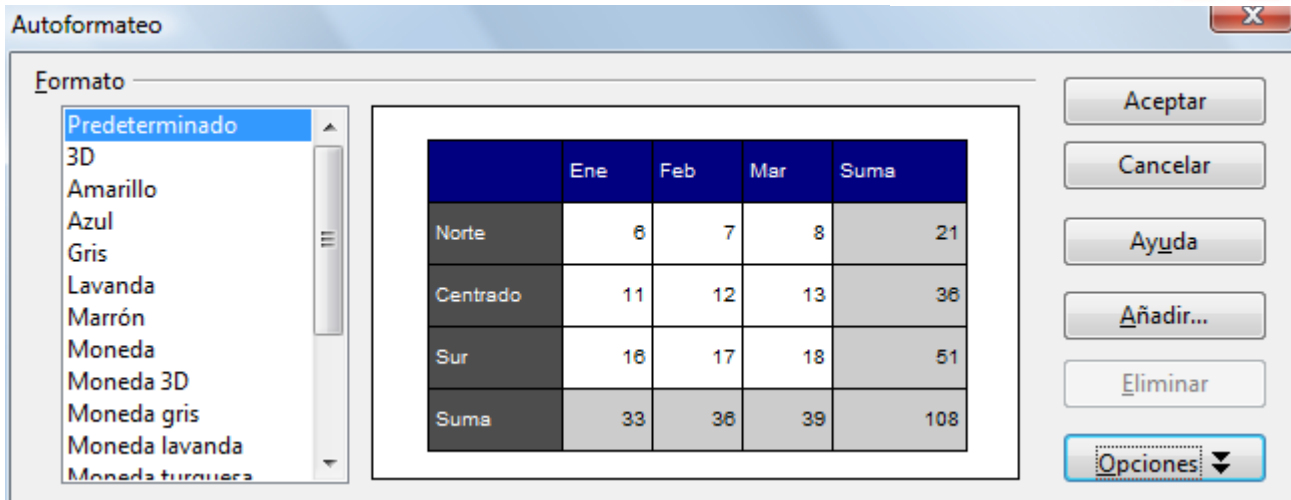 Autoformateo
Formato
Predeterminado
3D
Amarillo
Azul
Gris
Lavanda
Marrón
Moneda
Moneda 3D
Moneda gris
Moneda lavanda
Moneda turquesa
Ene Feb Mar Suma
Norte 6 7 8 21
Centrado 11 12 13 36
Sur 16 17 18 51
Suma 33 36 39 108
Aceptar
Cancelar
Ayuda
Añadir...
Eliminar
Opciones